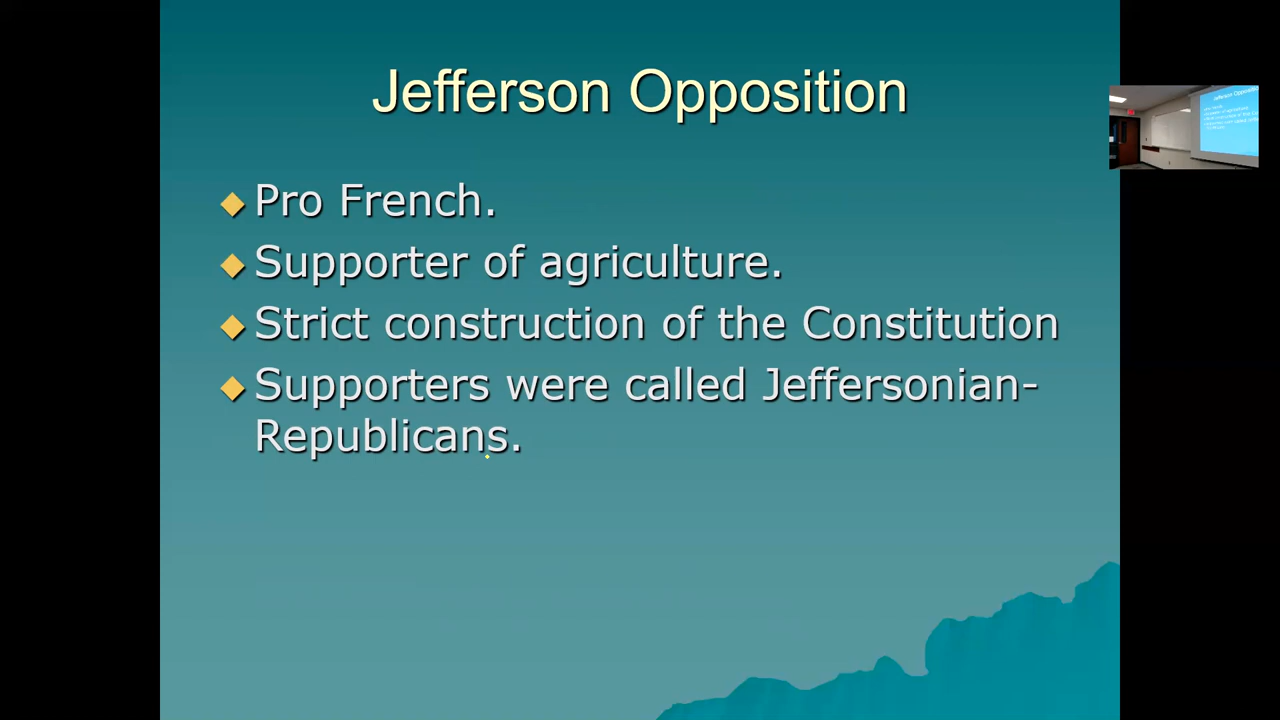 Jefferson Opposition
Pro French.
Supporter of agriculture.
Strict construction of the Constitution
Supporters were called Jeffersonian-
Republicans.